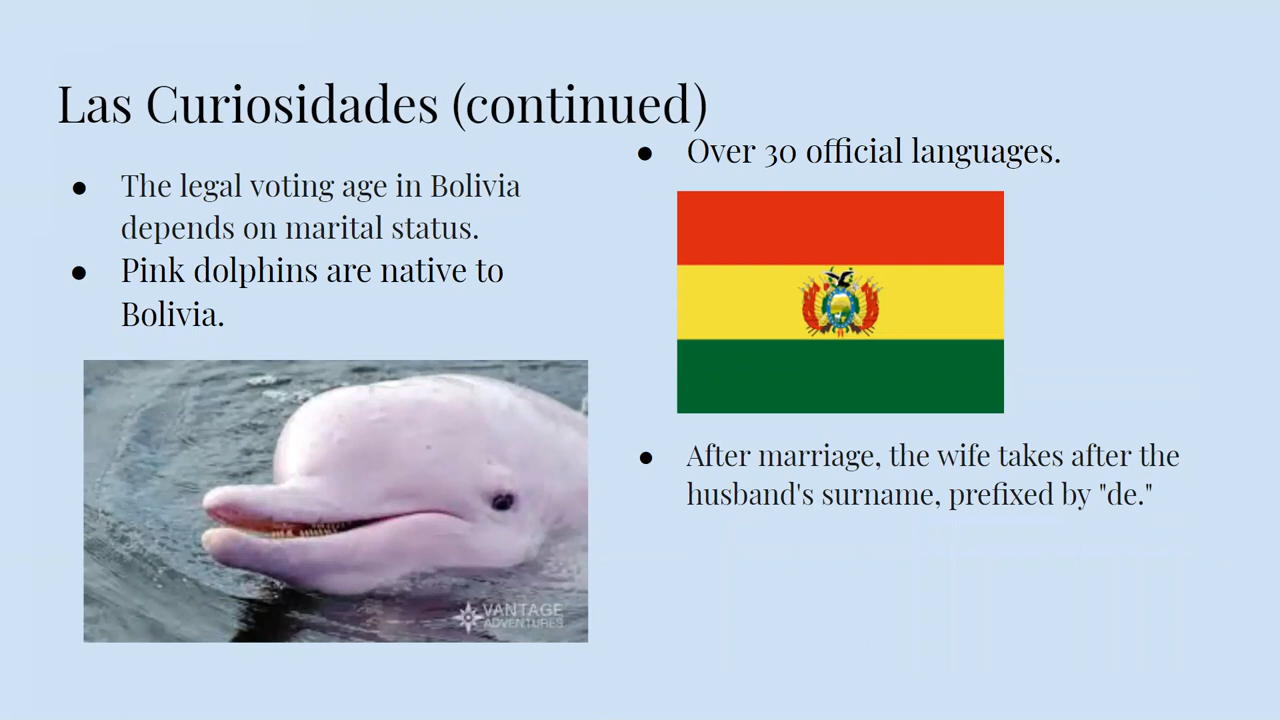 Las Curiosidades (continued)
● The legal voting age in Bolivia
depends on marital status.
● Pink dolphins are native to
Bolivia.
VANTAGE
ADVENTURES
● Over 30 official languages.
● After marriage, the wife takes after the
husband's surname, prefixed by "de."